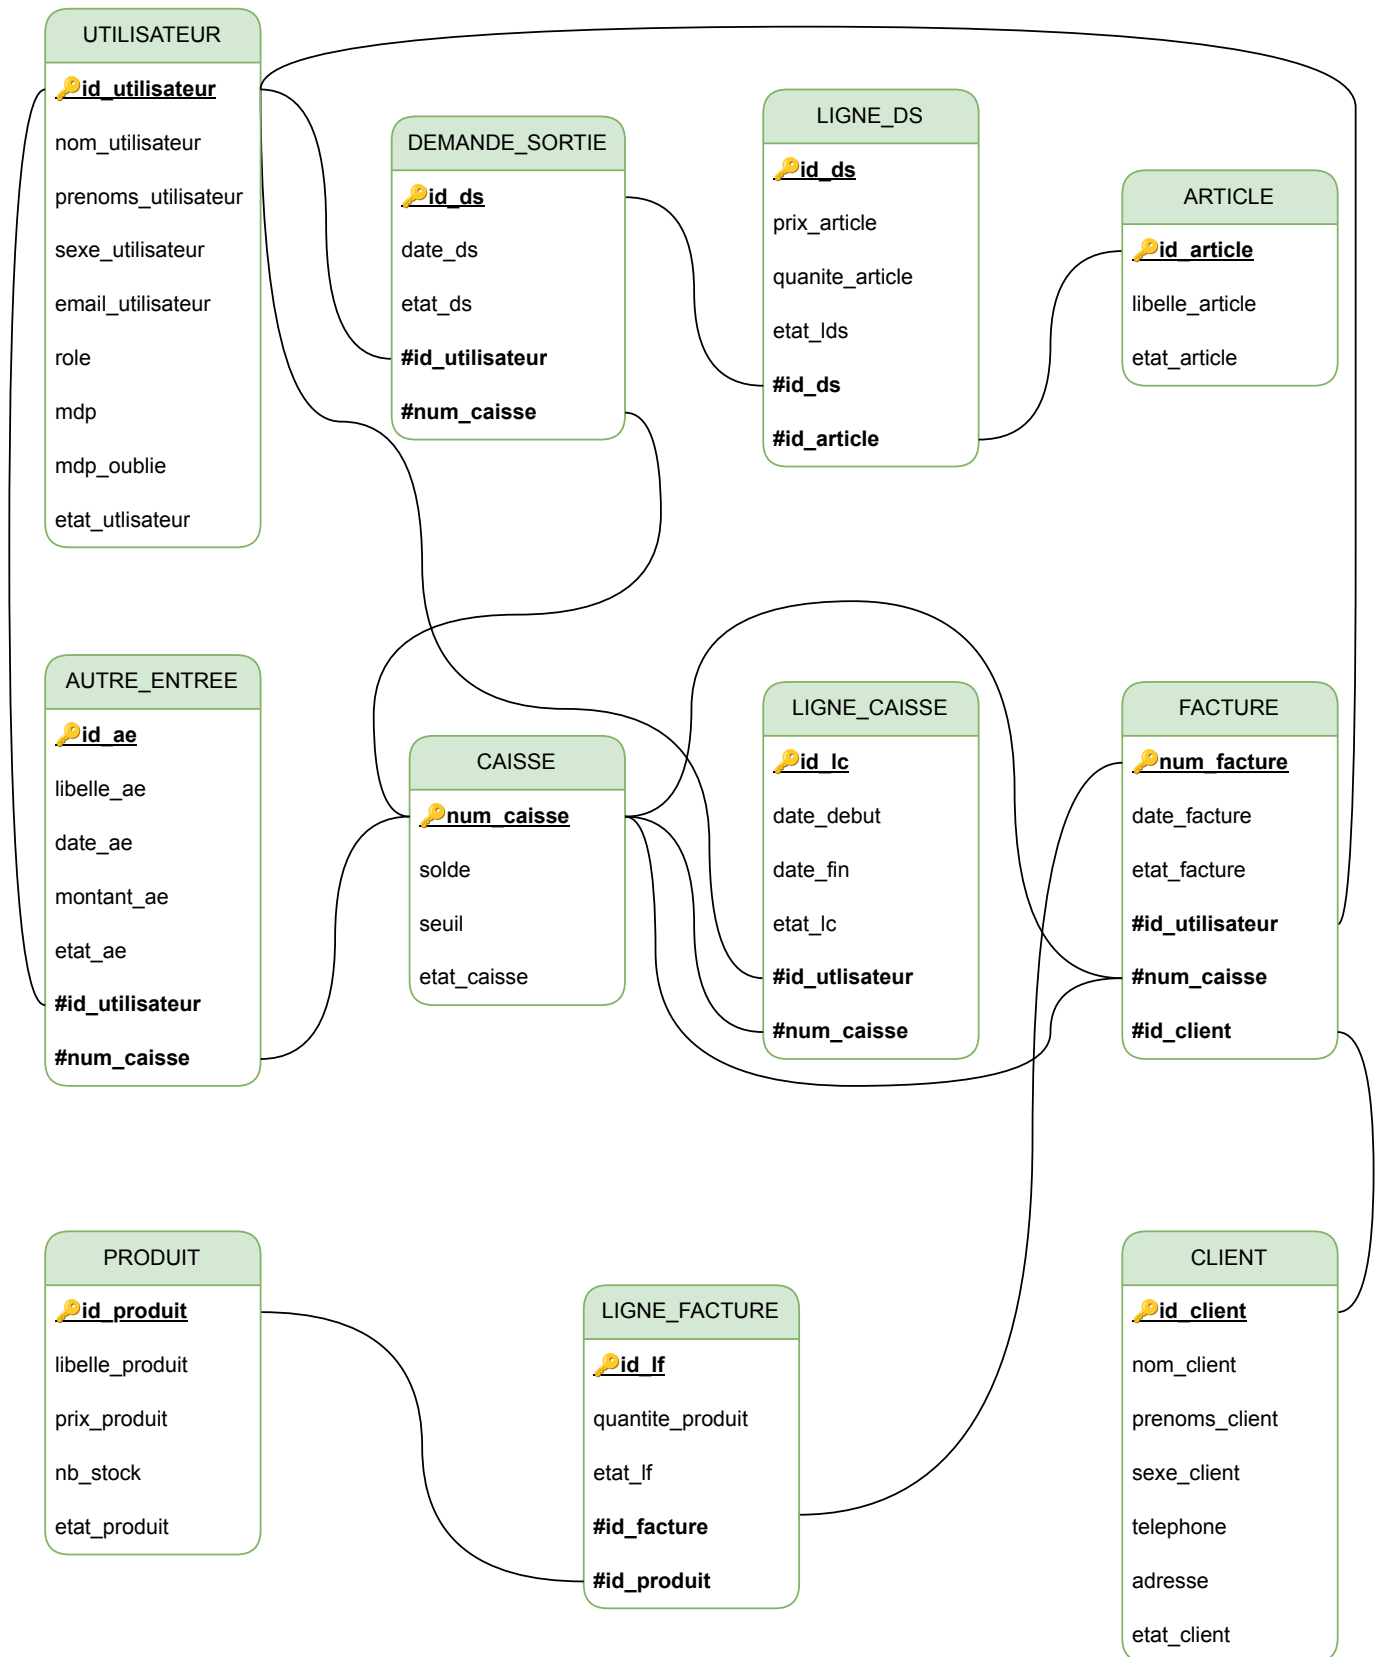 UTILISATEUR
🔑id_utilisateur
nom_utilisateur
prenoms_utilisateur
sexe_utilisateur
email_utilisateur
role
mdp
mdp_oublie
etat_utlisateur
DEMANDE_SORTIE
🔑id_ds
date_ds
etat_ds
#id_utilisateur
#num_caisse
LIGNE_DS
🔑id_ds
prix_article
quanite_article
etat_lds
#id_ds
#id_article
ARTICLE
🔑id_article
libelle_article
etat_article
AUTRE_ENTREE
🔑id_ae
libelle_ae
date_ae
montant_ae
etat_ae
#id_utilisateur
#num_caisse
CAISSE
🔑num_caisse
solde
seuil
etat_caisse
LIGNE_CAISSE
🔑id_lc
date_debut
date_fin
etat_lc
#id_utlisateur
#num_caisse
FACTURE
🔑num_facture
date_facture
etat_facture
#id_utilisateur
#num_caisse
#id_client
PRODUIT
🔑id_produit
libelle_produit
prix_produit
nb_stock
etat_produit
LIGNE_FACTURE
🔑id_lf
quantite_produit
etat_lf
#id_facture
#id_produit
CLIENT
🔑id_client
nom_client
prenoms_client
sexe_client
telephone
adresse
etat_client